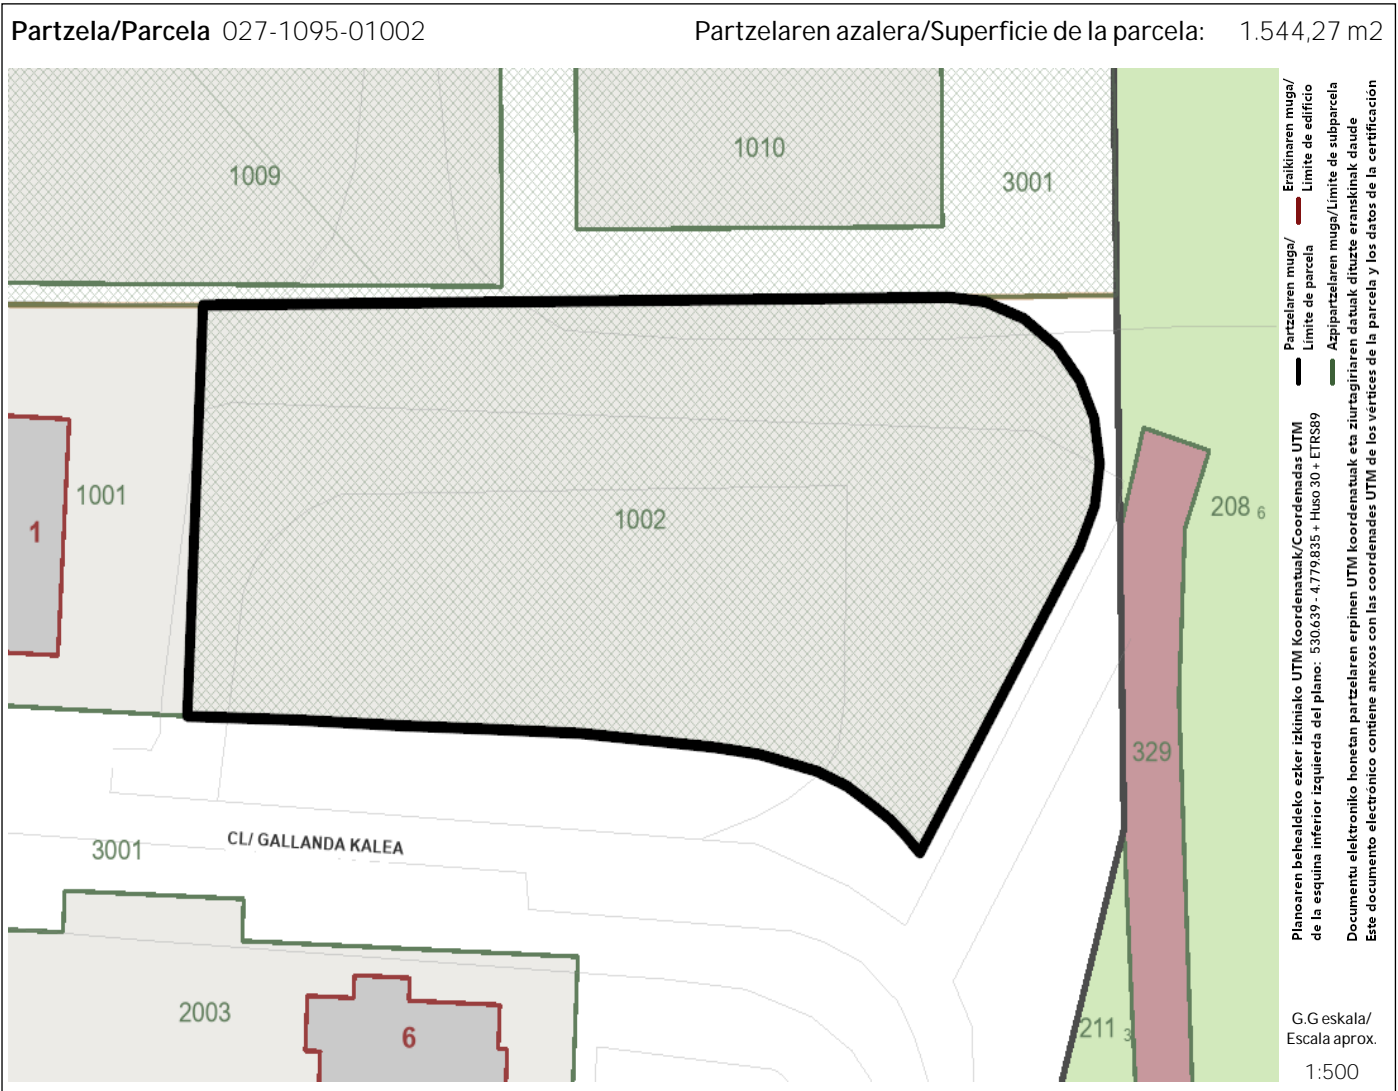 Partzela/Parcela 027-1095-01002
Partzelaren azalera/Superficie de la parcela: 1.544,27 m2
1009
1010
3001
1001
1
1002
208 6
329
CL/ GALLANDA KALEA
3001
2003
6
211 3
Partzelaren muga/
Límite de parcela
Eraikinaren muga/
Límite de edificio
Azpipartzelaren muga/Límite de subparcela
Planoaren behealdeko ezker izkiniako UTM Koordenatuak/Coordenadas UTM
de la esquina inferior izquierda del plano: 530.639 - 4.779.835 + Huso 30 + ETRS89
Documentu elektroniko honetan partzelaren erpinen UTM koordenatuak eta ziurtagiriaren datuak dituzte eranskinak daude
Este documento electrónico contiene anexos con las coordenades UTM de los vértices de la parcela y los datos de la certificación
G.G eskala/
Escala aprox.
1:500